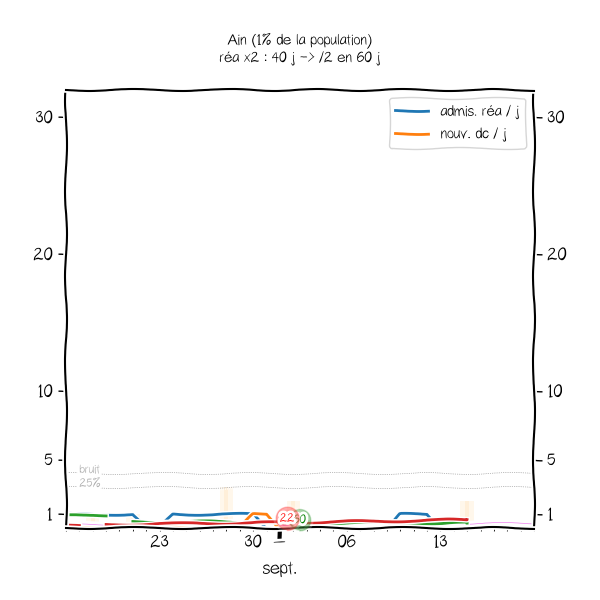 Ain (1% de la population)
réa x2 : 40 j -> /2 en 60 j
admis. réa / j
nouv. dc / j
30
30
20
20
10
10
5
5
bruit
25%
1
1
23
30
06
13
sept.